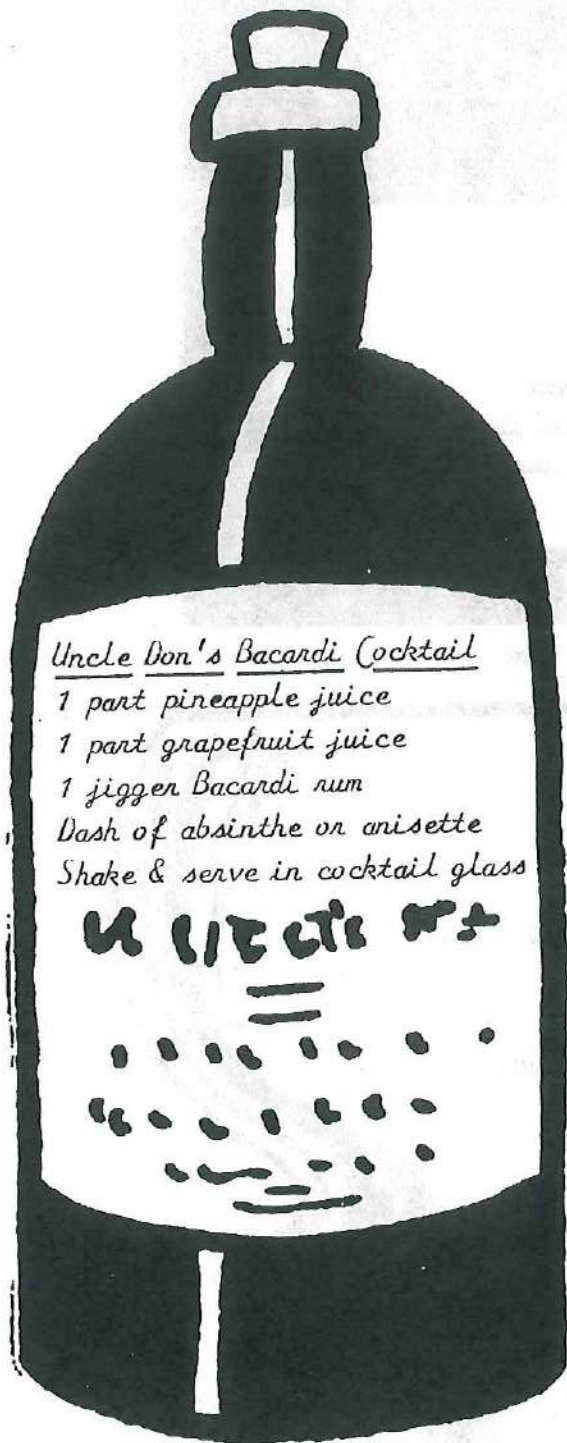 Uncle Don's Bacardi Cocktail
1 part pineapple juice
1 part grapefruit juice
1 jigger Bacardi rum
Dash of absinthe or anisette
Shake & serve in cocktail glass